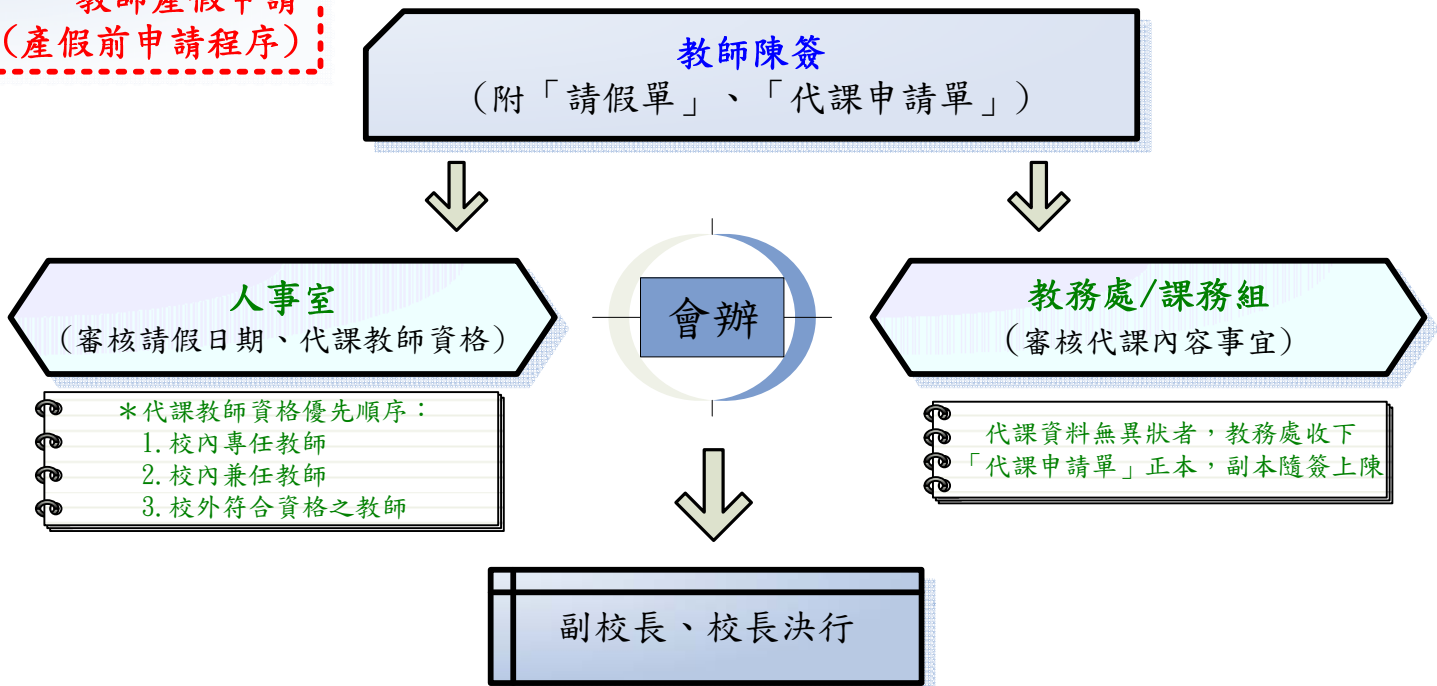 教師產假申請
(產假前申請程序)
教師陳簽
(附「請假單」、「代課申請單」)
人事室
(審核請假日期、代課教師資格)
會辦
教務處/課務組
(審核代課內容事宜)
＊代課教師資格優先順序：
1.校內專任教師
2.校內兼任教師
3.校外符合資格之教師
代課資料無異狀者，教務處收下
「代課申請單」正本，副本隨簽上陳
副校長、校長決行